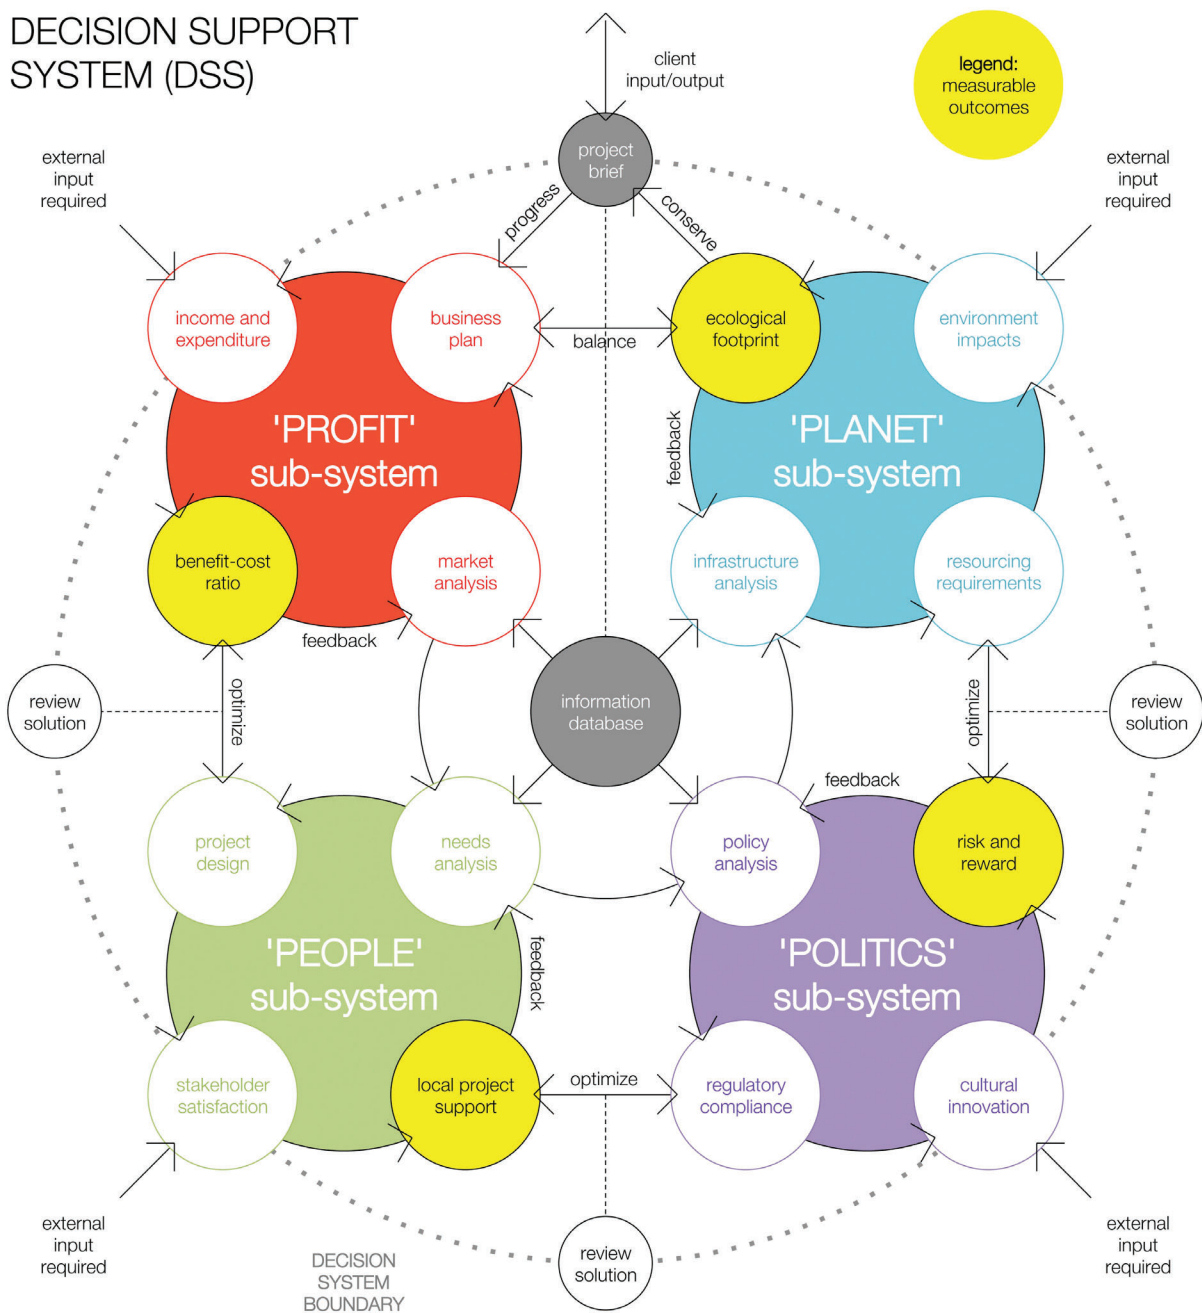 DECISION SUPPORT
SYSTEM (DSS)
client
input/output
legend:
measurable
outcomes
external
input
required
project
brief
external
input
required
progress
conserve
income and
expenditure
business
plan
balance
ecological
footprint
environment
impacts
'PROFIT'
sub-system
feedback
'PLANET'
sub-system
benefit-cost
ratio
market
analysis
infrastructure
analysis
resourcing
requirements
feedback
review
solution
optimize
information
database
optimize
review
solution
feedback
project
design
needs
analysis
policy
analysis
risk and
reward
'PEOPLE'
sub-system
feedback
'POLITICS'
sub-system
stakeholder
satisfaction
local project
support
optimize
regulatory
compliance
cultural
innovation
external
input
required
DECISION
SYSTEM
BOUNDARY
review
solution
external
input
required